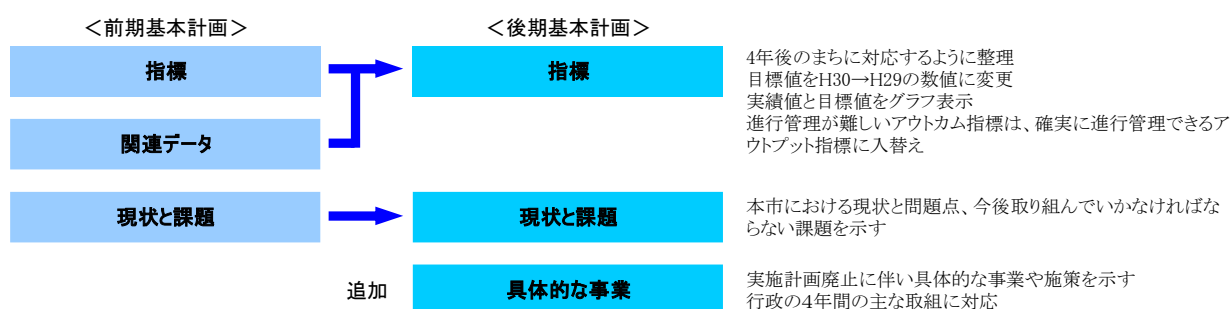 ＜前期基本計画＞
＜後期基本計画＞
指標
指標
4年後のまちに対応するように整理
目標値をH30→H29の数値に変更
実績値と目標値をグラフ表示
進行管理が難しいアウトカム指標は、確実に進行管理できるア
ウトプット指標に入替え
関連データ
現状と課題
現状と課題
本市における現状と問題点、今後取り組んでいかなければな
らない課題を示す
追加
具体的な事業
実施計画廃止に伴い具体的な事業や施策を示す
行政の4年間の主な取組に対応